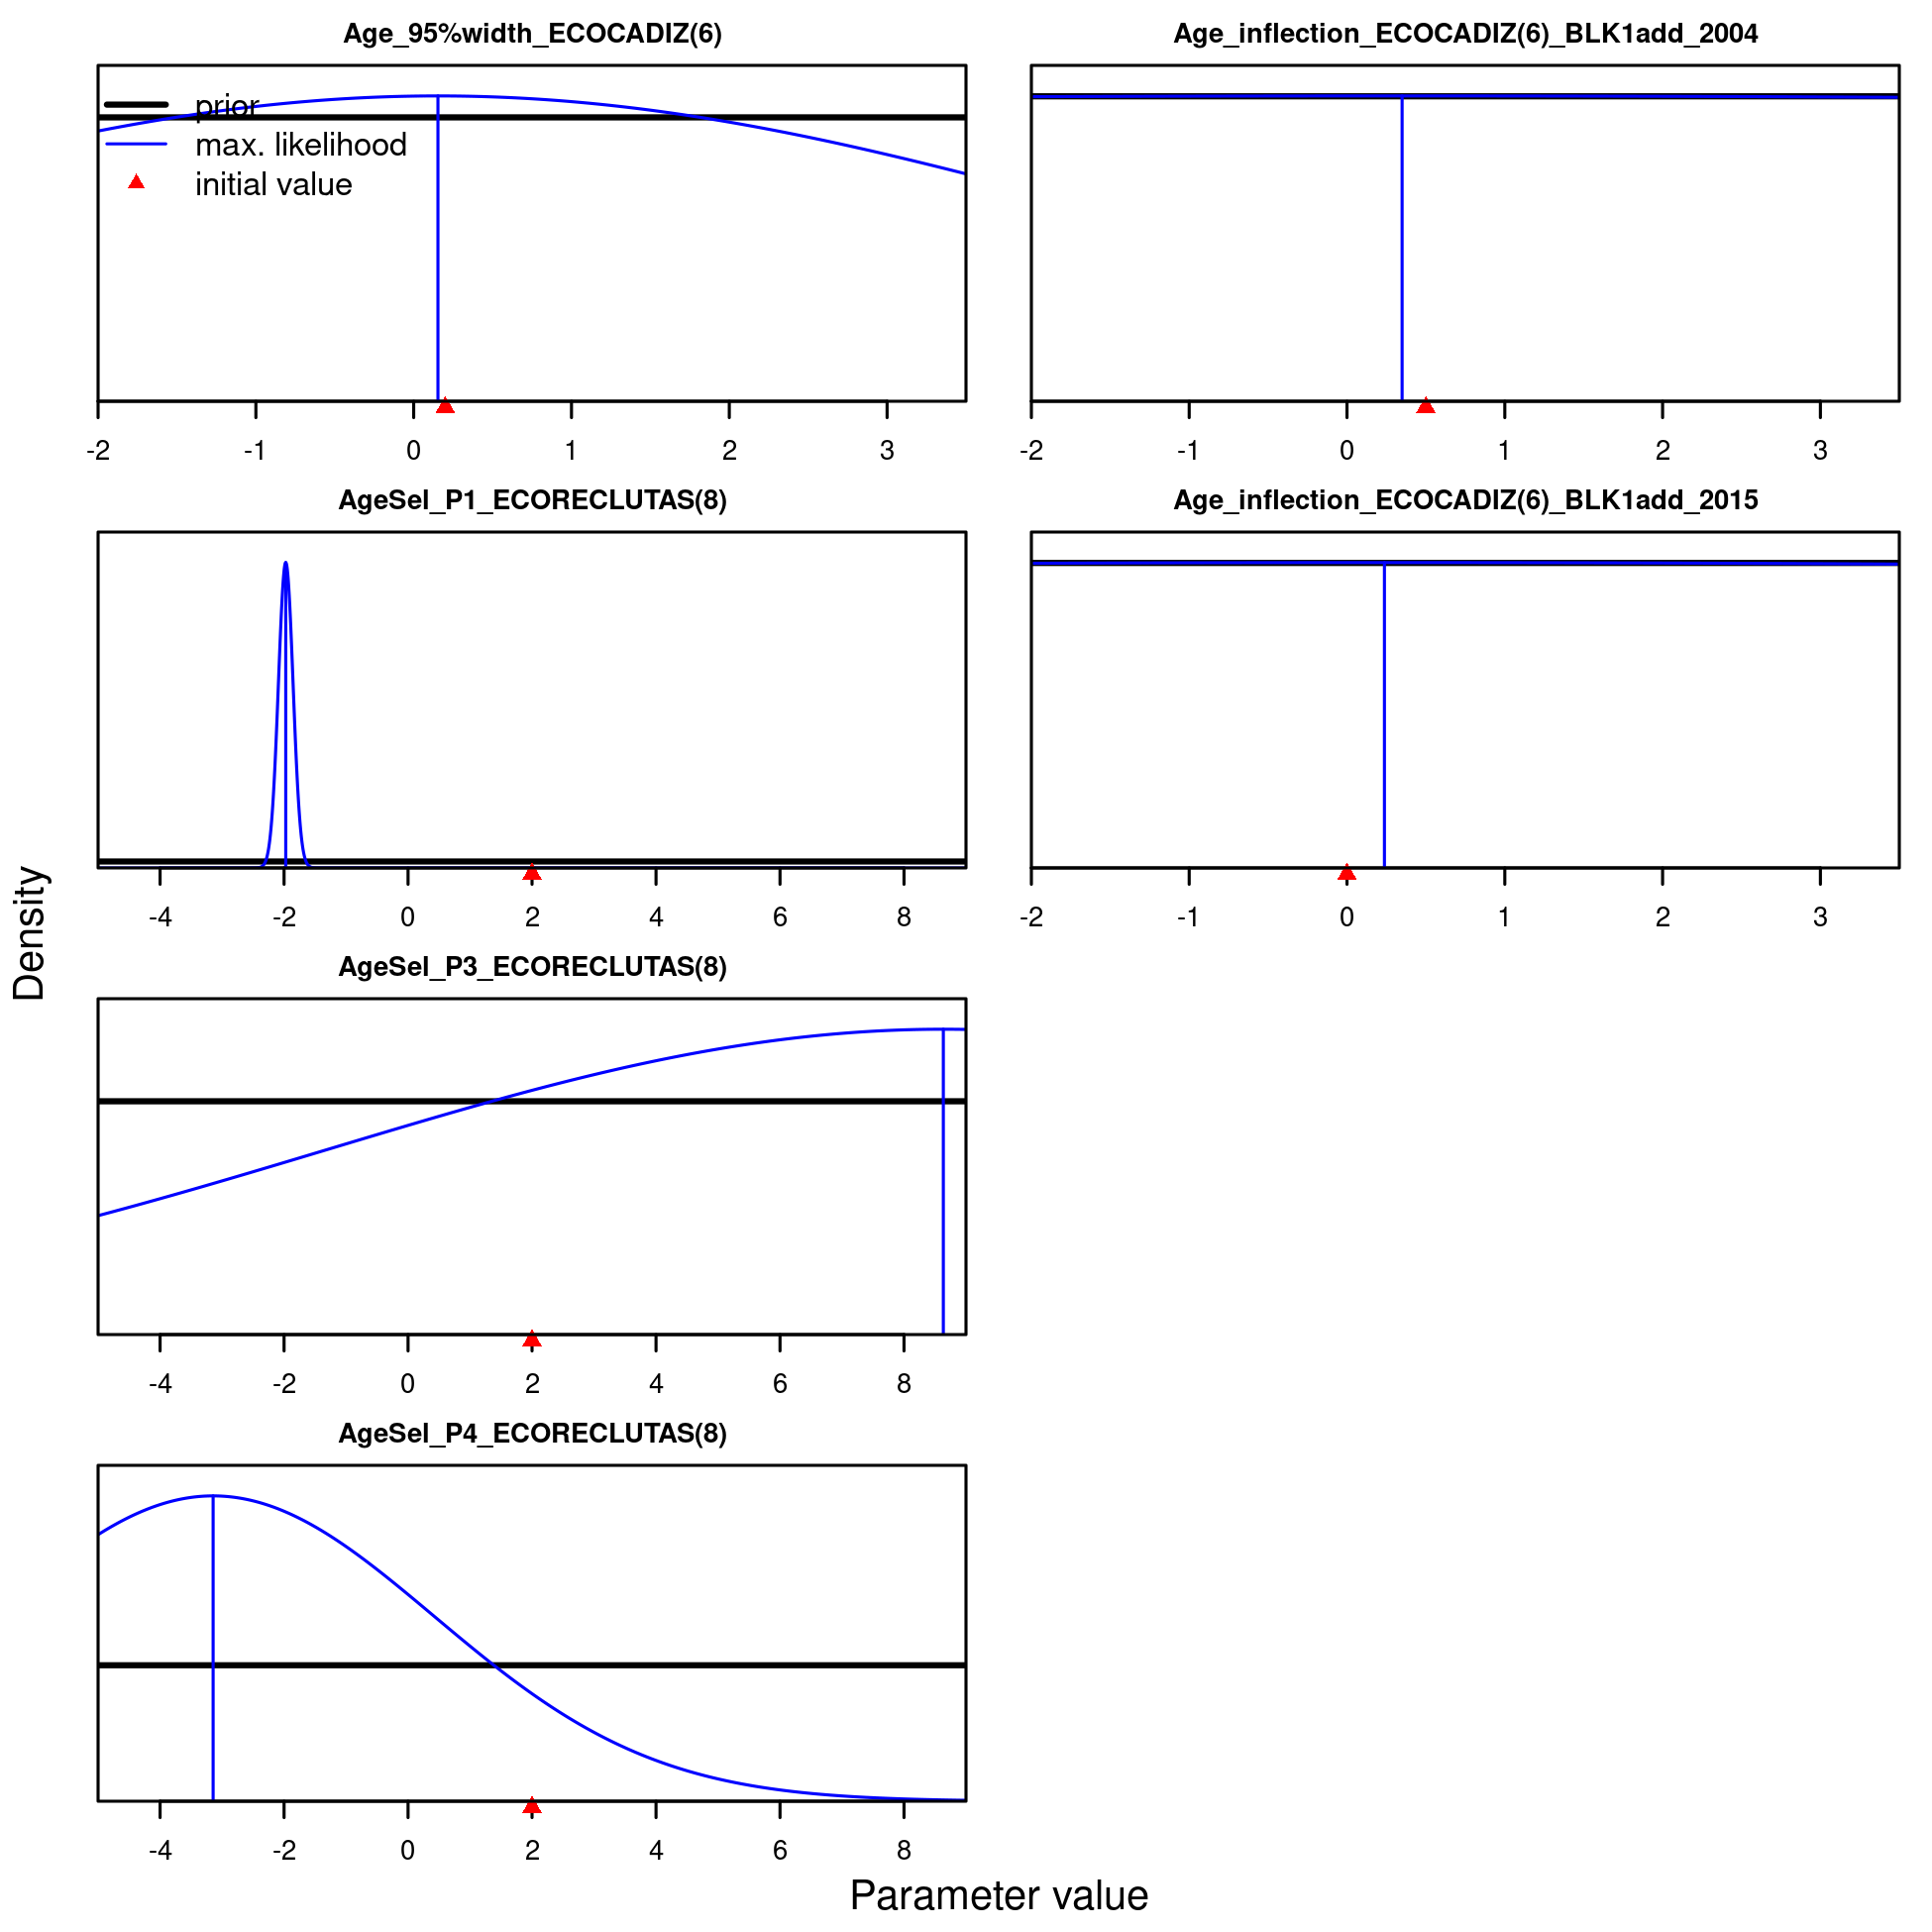 Age_95%width_ECOCADIZ(6)
prior
max. likelihood
initial value
-2 -1 0 1 2 3
Age_inflection_ECOCADIZ(6)_BLK1add_2004
-2 -1 0 1 2 3
AgeSel_P1_ECORECLUTAS(8)
-4 -2 0 2 4 6 8
Age_inflection_ECOCADIZ(6)_BLK1add_2015
-2 -1 0 1 2 3
AgeSel_P3_ECORECLUTAS(8)
-4 -2 0 2 4 6 8
AgeSel_P4_ECORECLUTAS(8)
-4 -2 0 2 4 6 8
Density
Parameter value